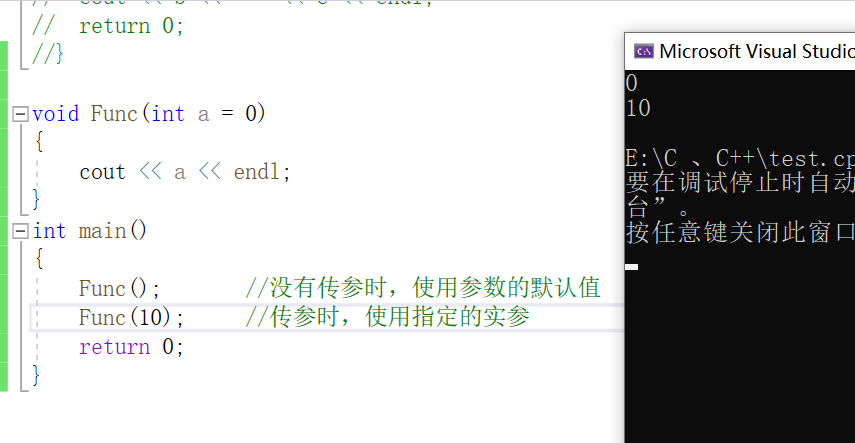 // return 0;
//}
void Func(int a = 0)
{
cout << a << endl;
}
int main()
{
Func(); //没有传参时，使用参数的默认值
Func(10); //传参时，使用指定的实参
return 0;
}
Microsoft Visual Studio
0
10
E:\C 、C++\test.cp
要在调试停止时自动
台”。
按任意键关闭此窗口